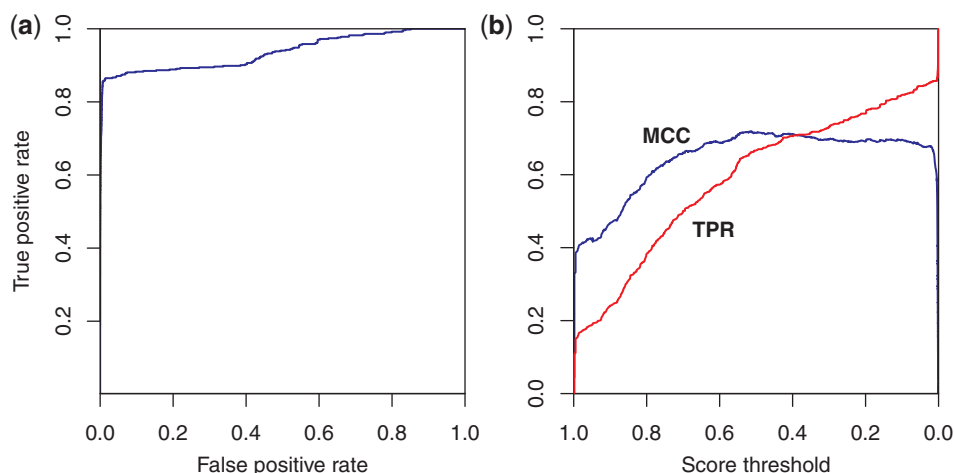 (a)
True positive rate
1.0
0.8
0.6
0.4
0.2
0.0 0.2 0.4 0.6 0.8 1.0
False positive rate
(b)
1.0
0.8
0.6
0.4
0.2
0.0
MCC
TPR
1.0 0.8 0.6 0.4 0.2 0.0
Score threshold